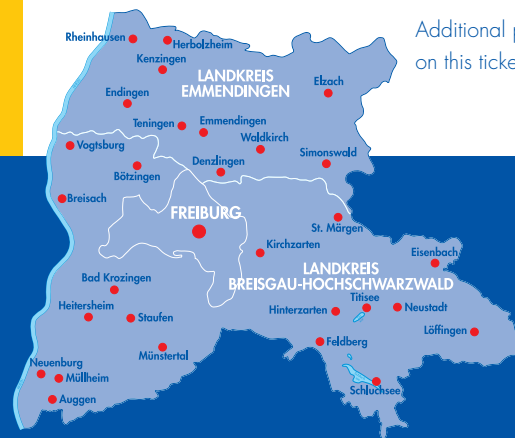 Additional p
on this ticke
Rheinhausen
Herbolzheim
Kenzingen
LANDKREIS
EMMENDINGEN
Elzach
Endingen
Teningen
Emmendingen
Waldkirch
Vogtsburg
Simonswald
Denzlingen
Bötzingen
Breisach
FREIBURG
St. Märgen
Kirchzarten
Eisenbach
LANDKREIS
BREISGAU-HOCHSCHWARZWALD
Bad Krozingen
Titisee
Heitersheim
Hinterzarten
Neustadt
Staufen
Löffingen
Feldberg
Münstertal
Neuenburg
Müllheim
Schluchsee
Auggen